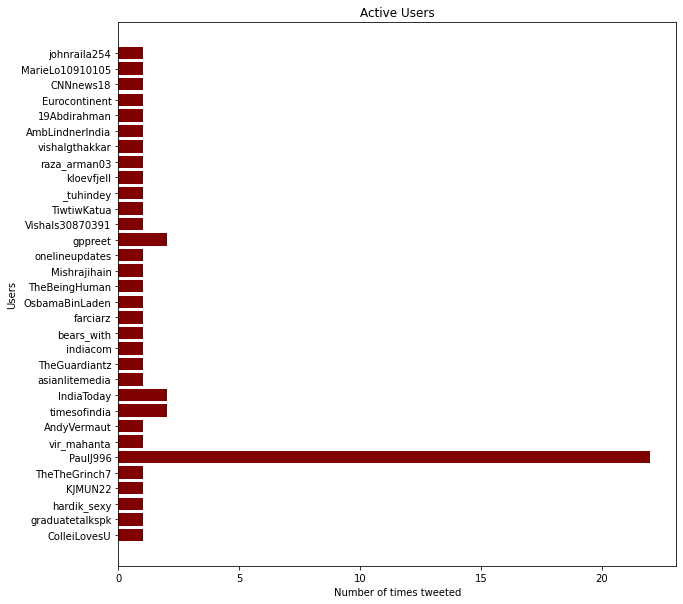 Active Users
johnraila254
MarieLo10910105
CNNnews18
Eurocontinent
19Abdirahman
AmbLindnerIndia
vishalgthakkar
raza_arman03
kloevfjell
_tuhindey
TiwtiwKatua
Vishals30870391
gppreet
onelineupdates
Mishrajihain
TheBeingHuman
OsbamaBinLaden
farciarz
bears_with
indiacom
TheGuardiantz
asianlitemedia
IndiaToday
timesofindia
AndyVermaut
vir_mahanta
PaulJ996
TheTheGrinch7
KJMUN22
hardik_sexy
graduatetalkspk
ColleiLovesU
Users
0 5 10 15 20
Number of times tweeted